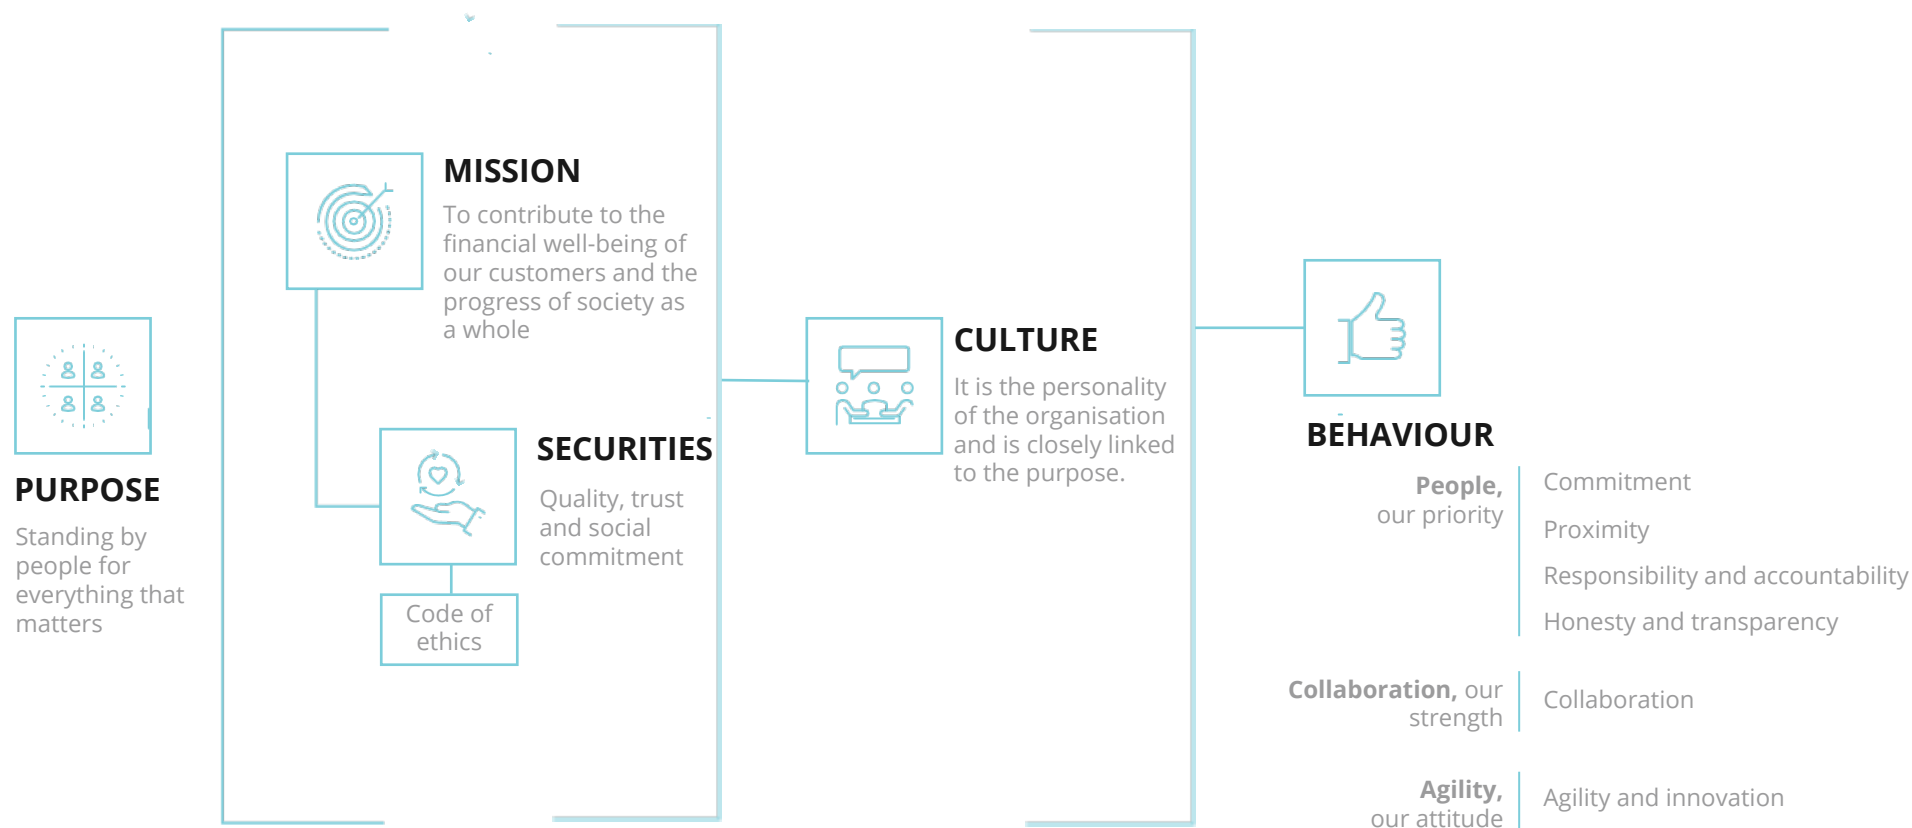 PURPOSE
Standing by
people for
everything that
matters
MISSION
To contribute to the
financial well-being of
our customers and the
progress of society as
a whole
SECURITIES
Quality, trust
and social
commitment
Code of
ethics
CULTURE
It is the personality
of the organisation
and is closely linked
to the purpose.
BEHAVIOUR
People,
our priority
Commitment
Proximity
Responsibility and accountability
Honesty and transparency
Collaboration, our
strength
Collaboration
Agility,
our attitude
Agility and innovation